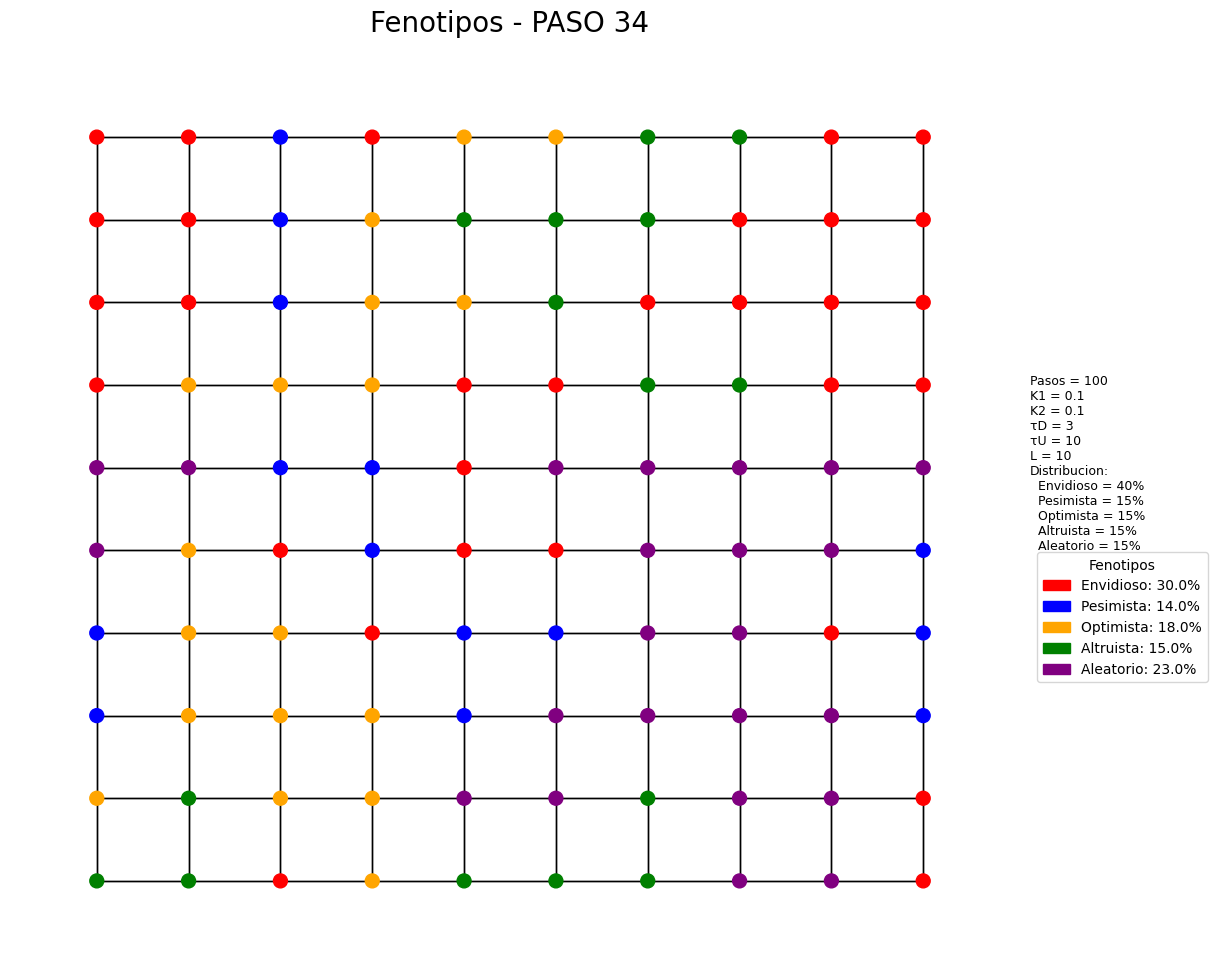 Fenotipos - PASO 34
Pasos = 100
K1 = 0.1
K2 = 0.1
τD = 3
τU = 10
L = 10
Distribucion:
Envidioso = 40%
Pesimista = 15%
Optimista = 15%
Altruista = 15%
Aleatorio = 15%
Fenotipos
Envidioso: 30.0%
Pesimista: 14.0%
Optimista: 18.0%
Altruista: 15.0%
Aleatorio: 23.0%